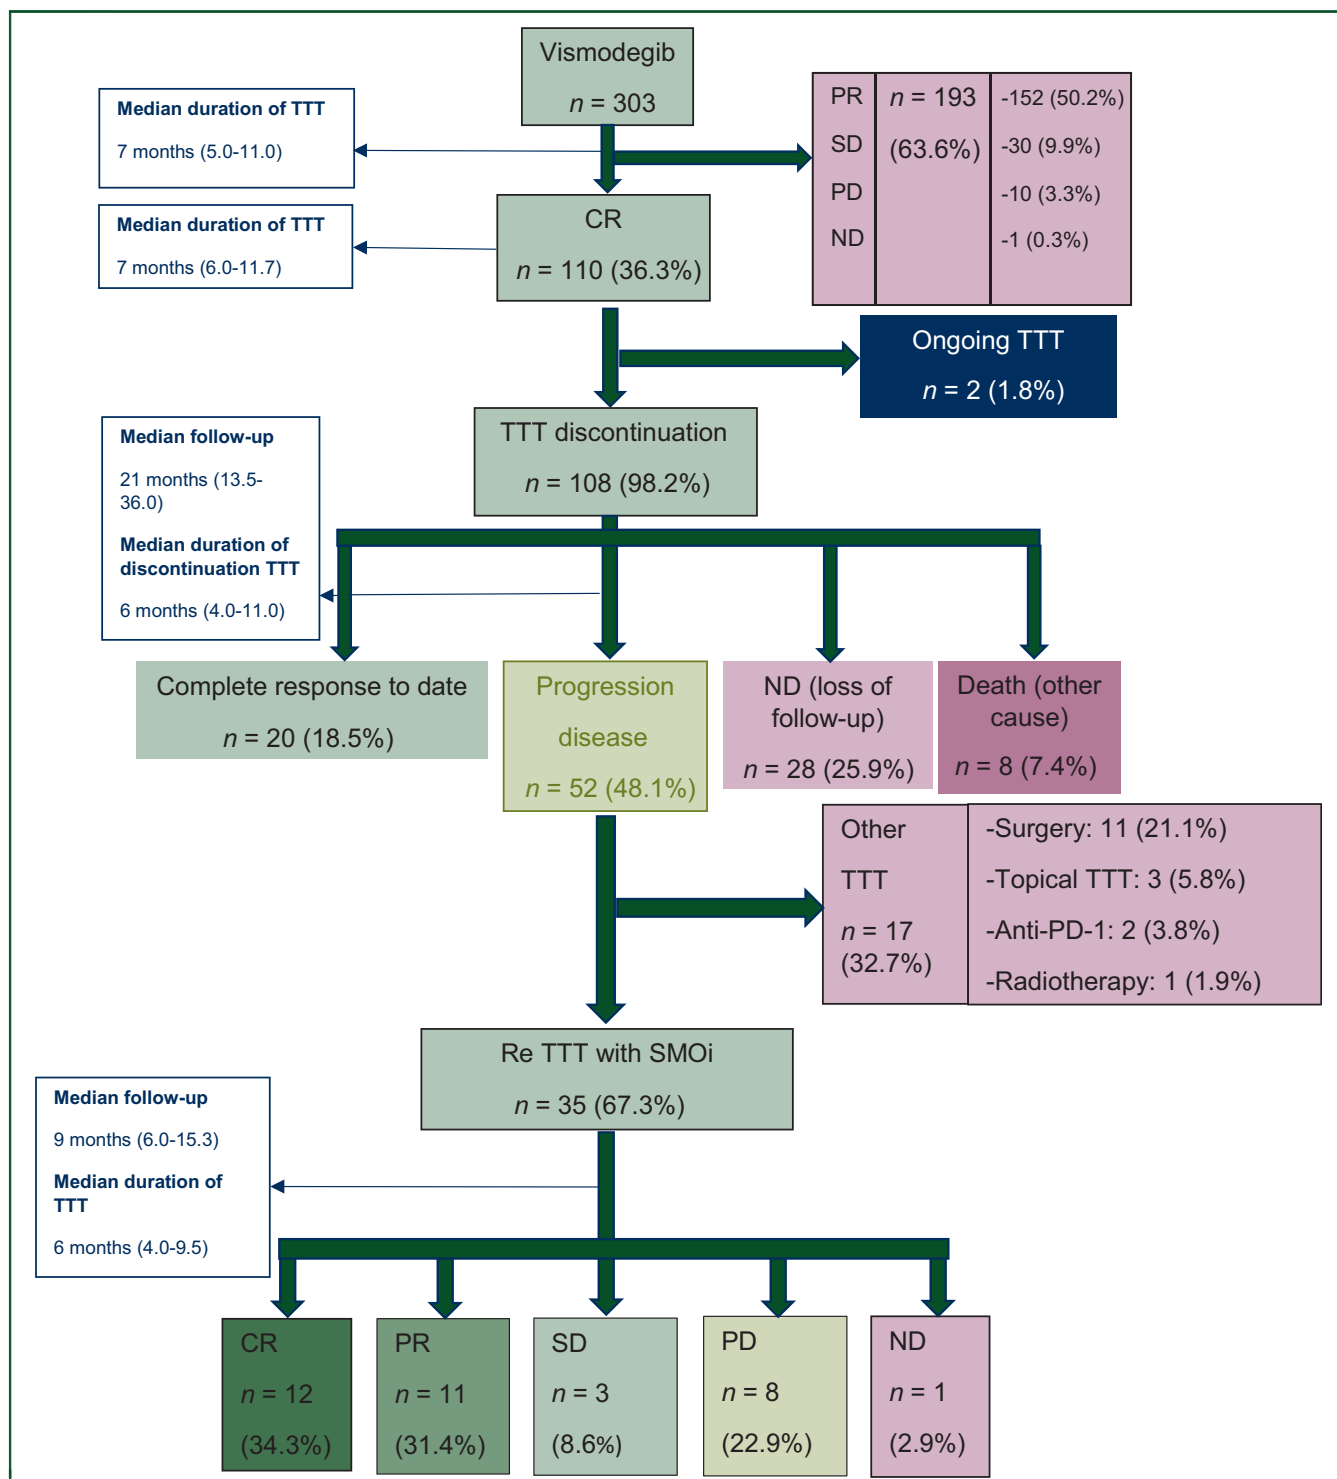 Vismodegib
n = 303
Median duration of TTT
7 months (5.0-11.0)
PR
SD
PD
ND
n = 193
(63.6%)
-152 (50.2%)
-30 (9.9%)
-10 (3.3%)
-1 (0.3%)
Median duration of TTT
7 months (6.0-11.7)
CR
n = 110 (36.3%)
Ongoing TTT
n = 2 (1.8%)
TTT discontinuation
n = 108 (98.2%)
Median follow-up
21 months (13.5-
36.0)
Median duration of
discontinuation TTT
6 months (4.0-11.0)
Complete response to date
n = 20 (18.5%)
Progression
disease
n = 52 (48.1%)
ND (loss of
follow-up)
n = 28 (25.9%)
Death (other
cause)
n = 8 (7.4%)
Other
TTT
n = 17
(32.7%)
-Surgery: 11 (21.1%)
-Topical TTT: 3 (5.8%)
-Anti-PD-1: 2 (3.8%)
-Radiotherapy: 1 (1.9%)
Re TTT with SMOi
n = 35 (67.3%)
Median follow-up
9 months (6.0-15.3)
Median duration of
TTT
6 months (4.0-9.5)
CR
n = 12
(34.3%)
PR
n = 11
(31.4%)
SD
n = 3
(8.6%)
PD
n = 8
(22.9%)
ND
n = 1
(2.9%)